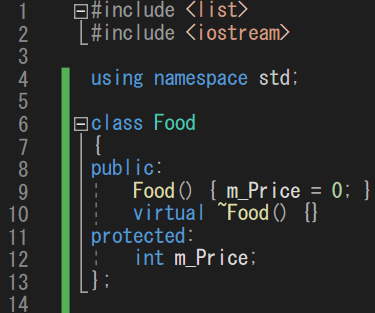 1 #include <list>
2 #include <iostream>
3
4 using namespace std;
5
6 class Food
7 {
8 public:
9 Food() { m_Price = 0; }
10 virtual ~Food() {}
11 protected:
12 int m_Price;
13 };
14